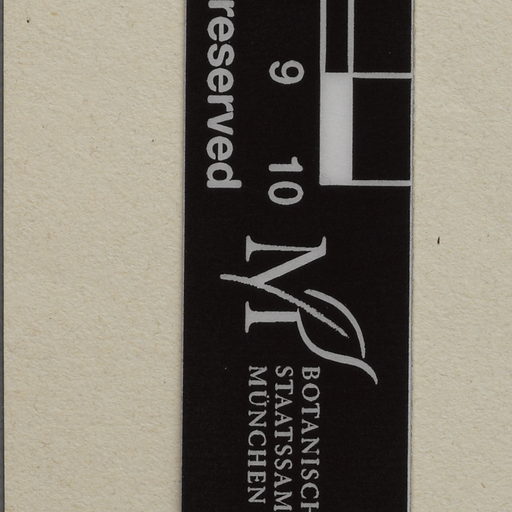 reserved
9 10
BOTANISCH
STAATSSAM
MÜNCHEN